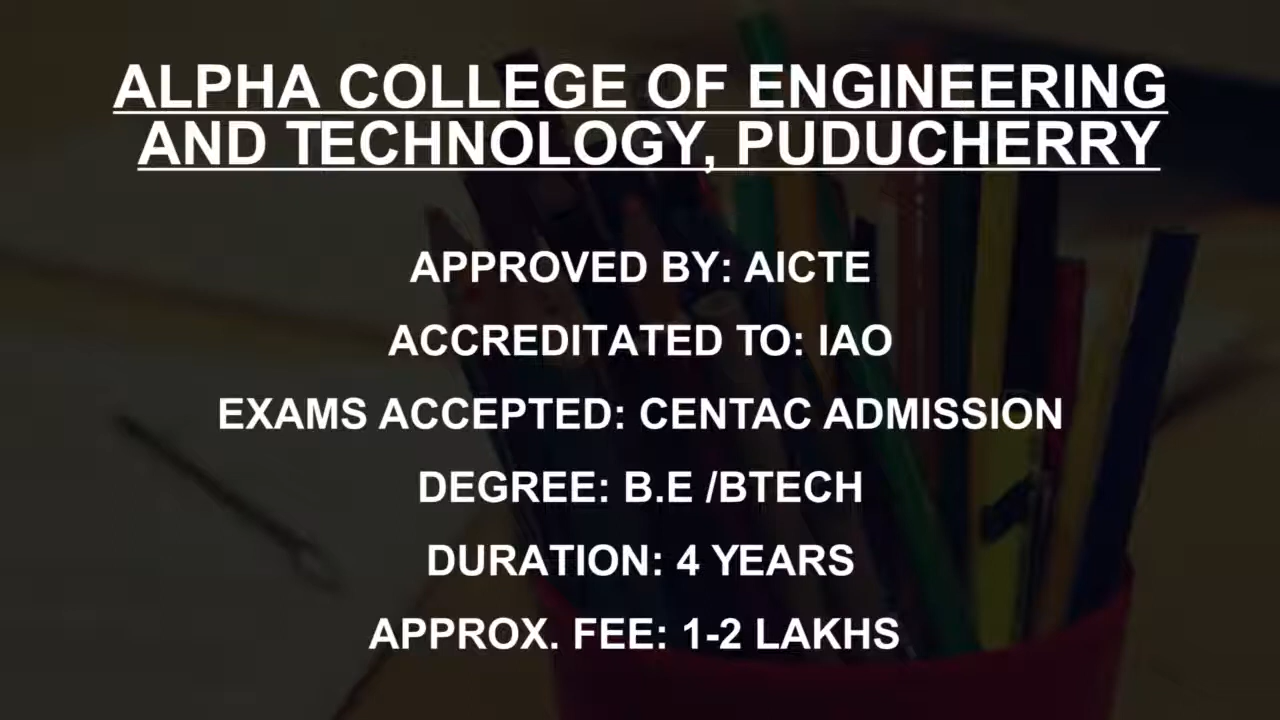 ALPHA COLLEGE OF ENGINEERING
AND TECHNOLOGY, PUDUCHERRY
APPROVED BY: AICTE
ACCREDITATED TO: IAO
EXAMS ACCEPTED: CENTAC ADMISSION
DEGREE: B.E /BTECH
DURATION: 4 YEARS
APPROX. FEE: 1-2 LAKHS